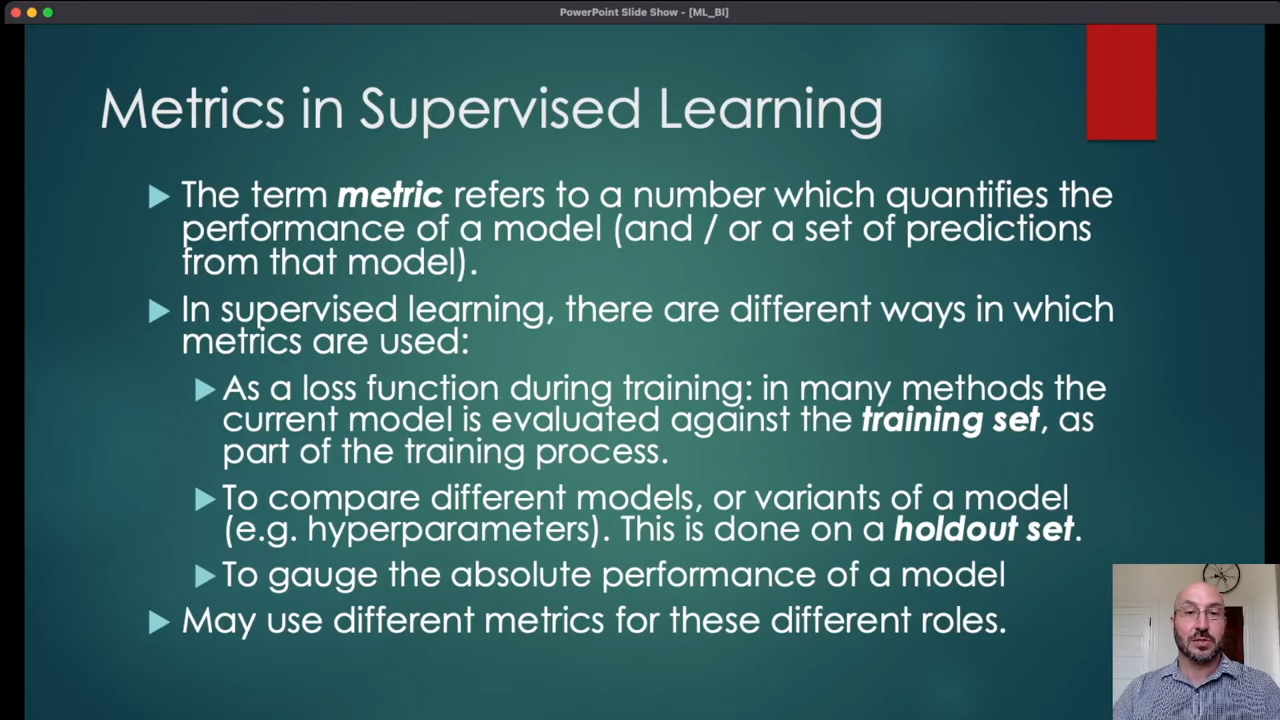 PowerPoint Slide Show - [ML_BI]
Metrics in Supervised Learning
The term metric refers to a number which quantifies the
performance of a model (and / or a set of predictions
from that model).
In supervised learning, there are different ways in which
metrics are used:
As a loss function during training: in many methods the
current model is evaluated against the training set, as
part of the training process.
To compare different models, or variants of a model
(e.g. hyperparameters). This is done on a holdout set.
To gauge the absolute performance of a model
May use different metrics for these different roles.